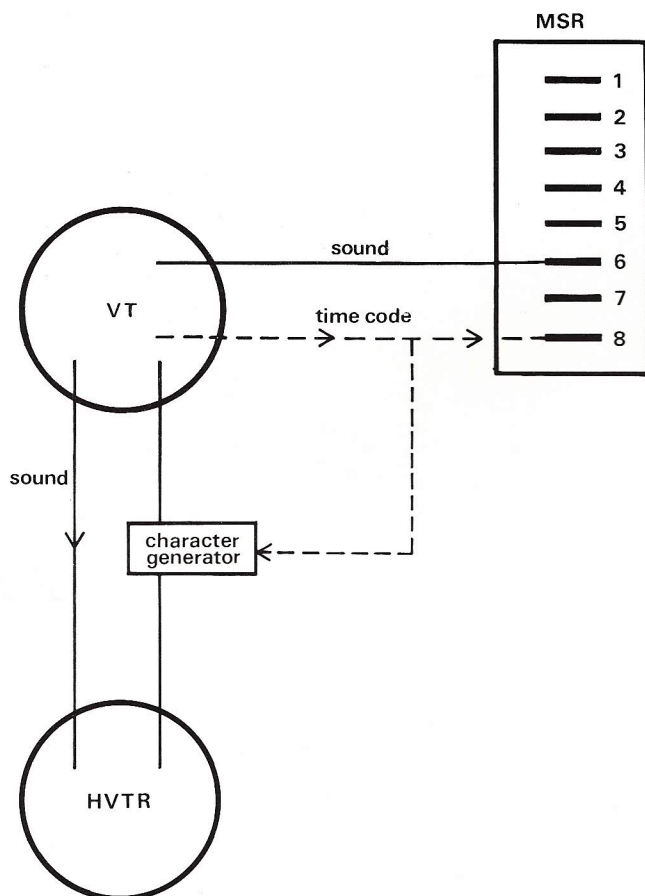 MSR
1
2
3
4
5
6
7
8
sound
VT
time code
sound
character
generator
HVTR